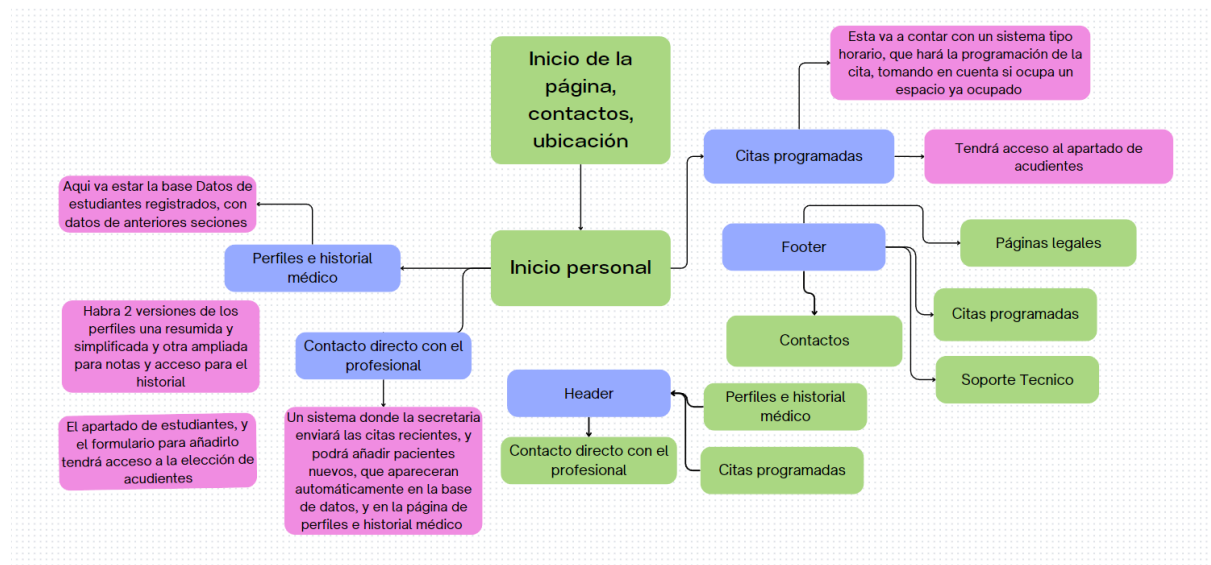 Inicio de la
página,
contactos,
ubicación
Esta va a contar con un sistema tipo
horario, que hará la programación de la
cita, tomando en cuenta si ocupa un
espacio ya ocupado
Citas programadas
Tendrá acceso al apartado de
acudientes
Aqui va estar la base Datos de
estudiantes registrados, con
datos de anteriores seciones
Perfiles e historial
médico
Inicio personal
Footer
Páginas legales
Habra 2 versiones de los
perfiles una resumida y
simplificada y otra ampliada
para notas y acceso para el
historial
Contacto directo con el
profesional
Contactos
Citas programadas
Soporte Tecnico
Header
Perfiles e historial
médico
El apartado de estudiantes, y
el formulario para añadirlo
tendrá acceso a la elección de
acudientes
Un sistema donde la secretaria
enviará las citas recientes, y
podrá añadir pacientes
nuevos, que apareceran
automáticamente en la base
de datos, y en la página de
perfiles e historial médico
Contacto directo con el
profesional
Citas programadas